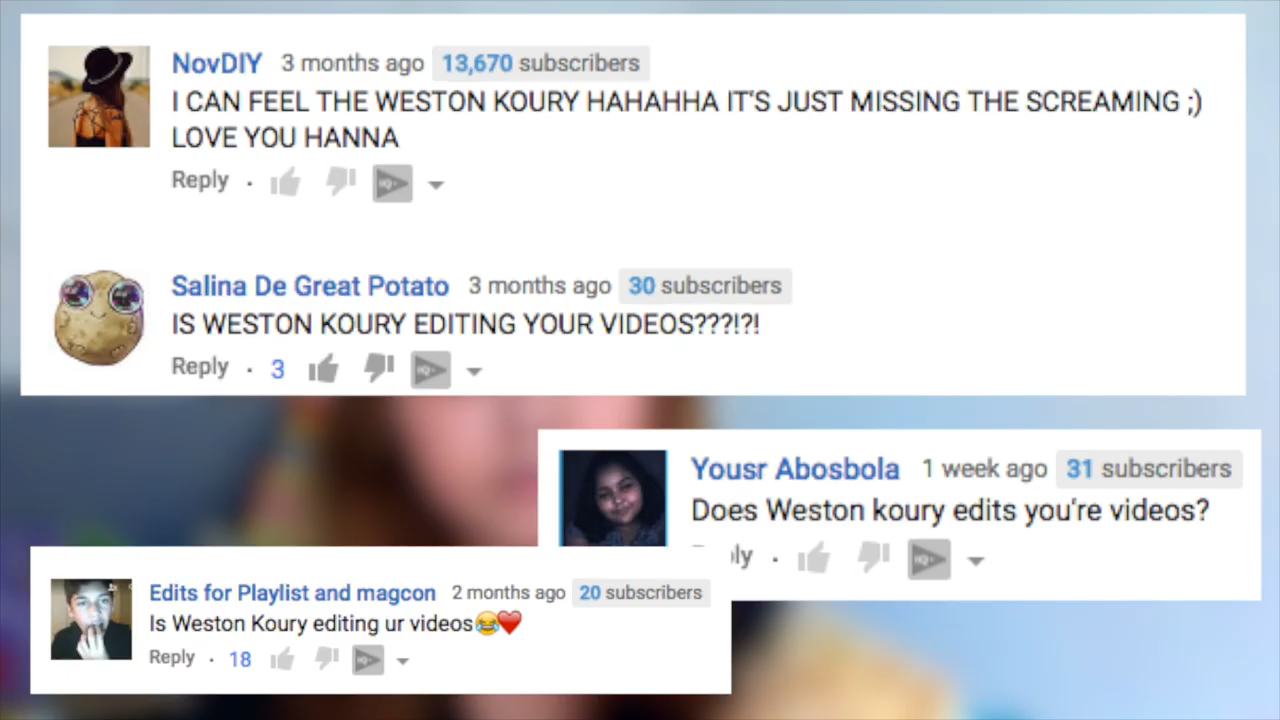 NovDIY 3 months ago 13,670 subscribers
I CAN FEEL THE WESTON KOURY HAHAHHA IT'S JUST MISSING THE SCREAMING ;)
LOVE YOU HANNA
Reply ·
Salina De Great Potato 3 months ago 30 subscribers
IS WESTON KOURY EDITING YOUR VIDEOS???!?!
Reply · 3
Yousr Abosbola 1 week ago 31 subscribers
Does Weston koury edits you're videos?
Edits for Playlist and magcon 2 months ago 20 subscribers
Is Weston Koury editing ur videos😂❤️
Reply · 18